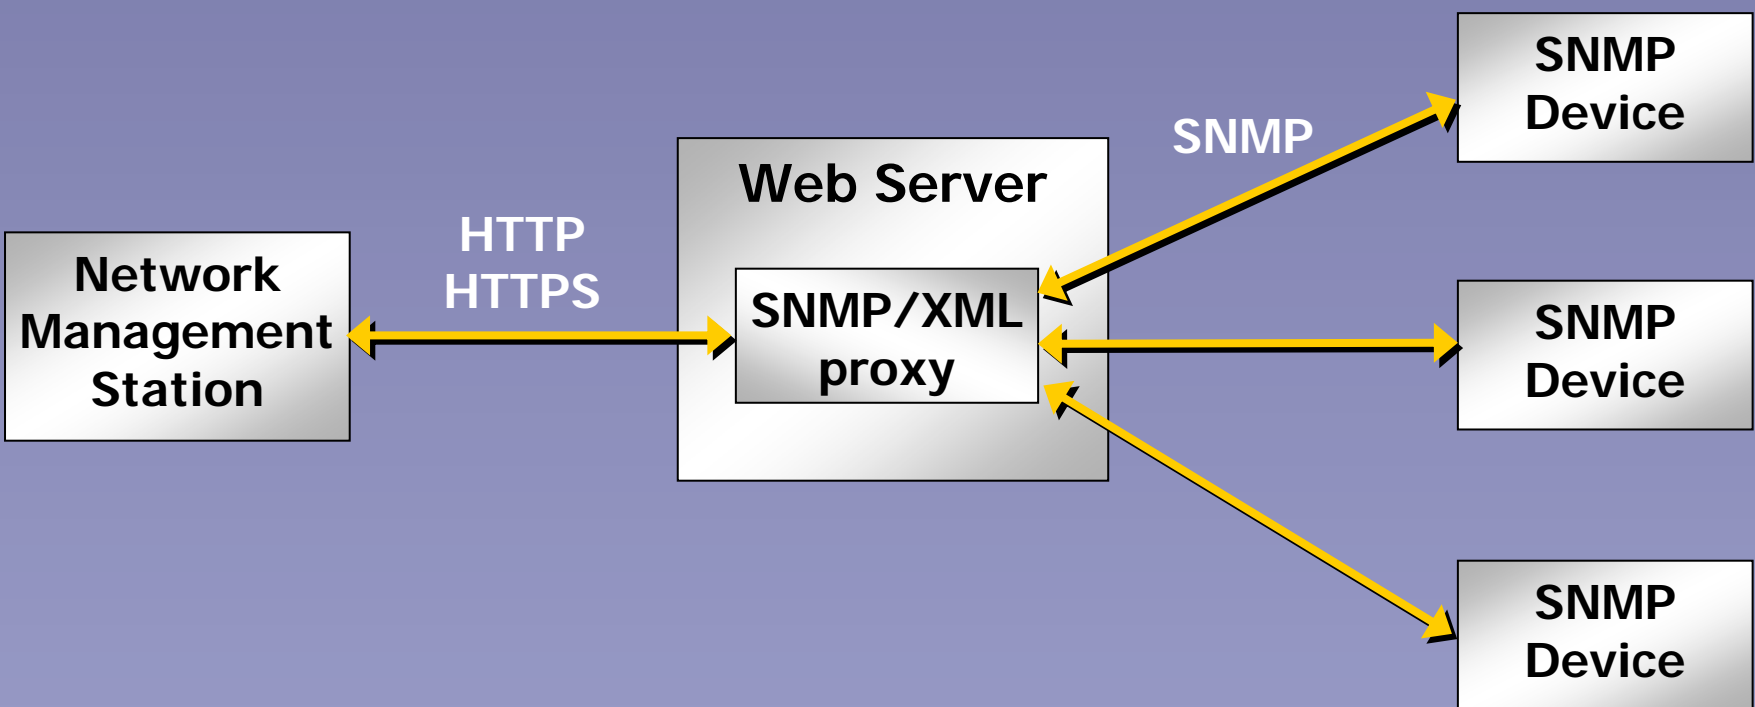 Network
Management
Station
HTTP
HTTPS
Web Server
SNMP/XML
proxy
SNMP
SNMP
Device
SNMP
Device
SNMP
Device